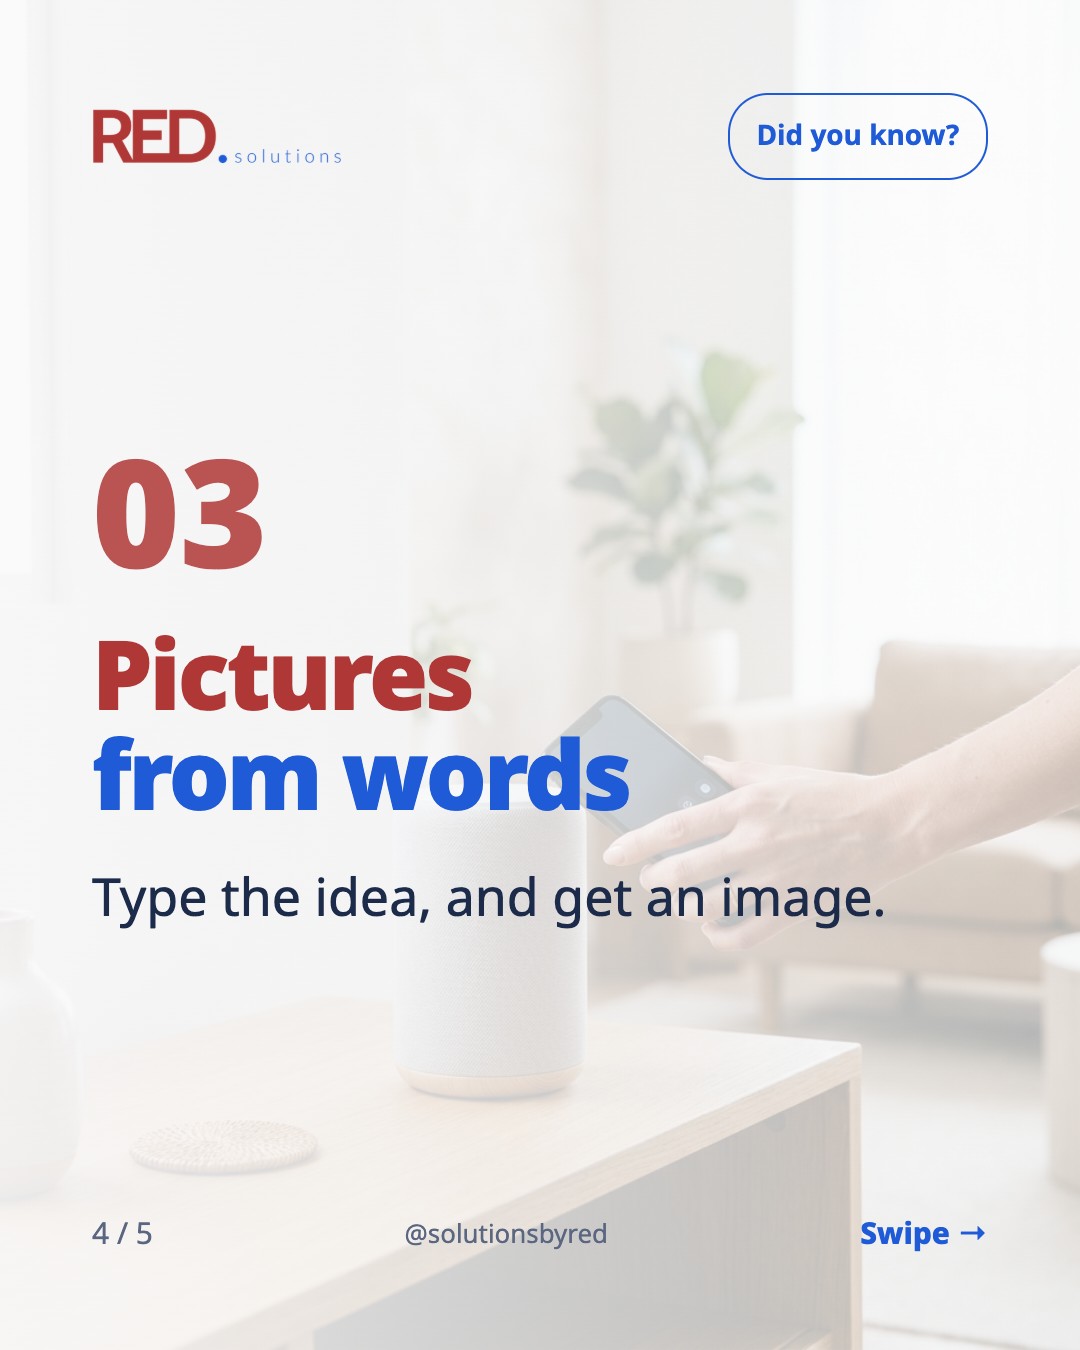 RED.solutions
Did you know?
03
Pictures
from words
Type the idea, and get an image.
4 / 5
@solutionsbyred
Swipe →